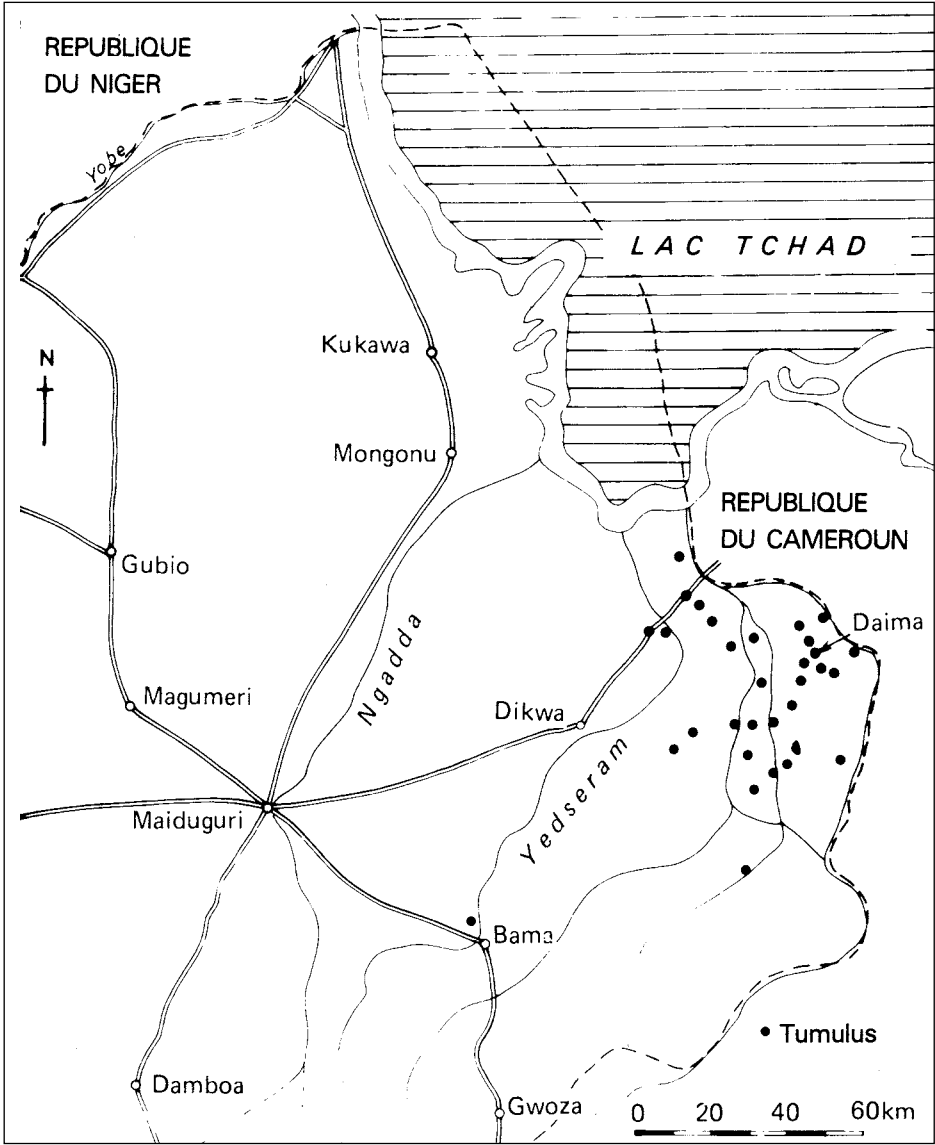 REPUBLIQUE
DU NIGER
Yobe
LAC TCHAD
Kukawa
N
Mongonu
REPUBLIQUE
DU CAMEROUN
Gubio
Daima
Ngadda
Magumeri
Dikwa
Yedseram
Maiduguri
Bama
Tumulus
Damboa
Gwoza
0 20 40 60km